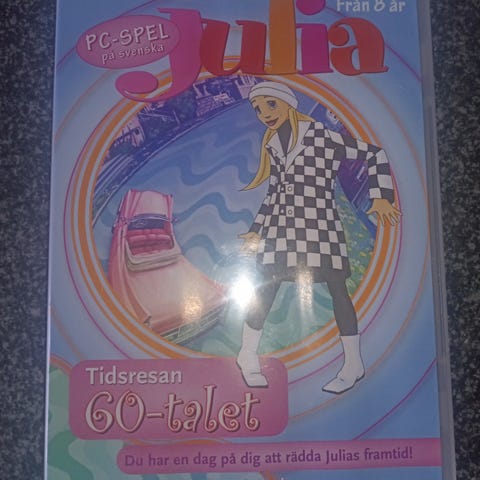 Från 8 år
PC-SPEL
på svenska
Julia
Tidsresan
60-talet
Du har en dag på dig att rädda Julias framtid!